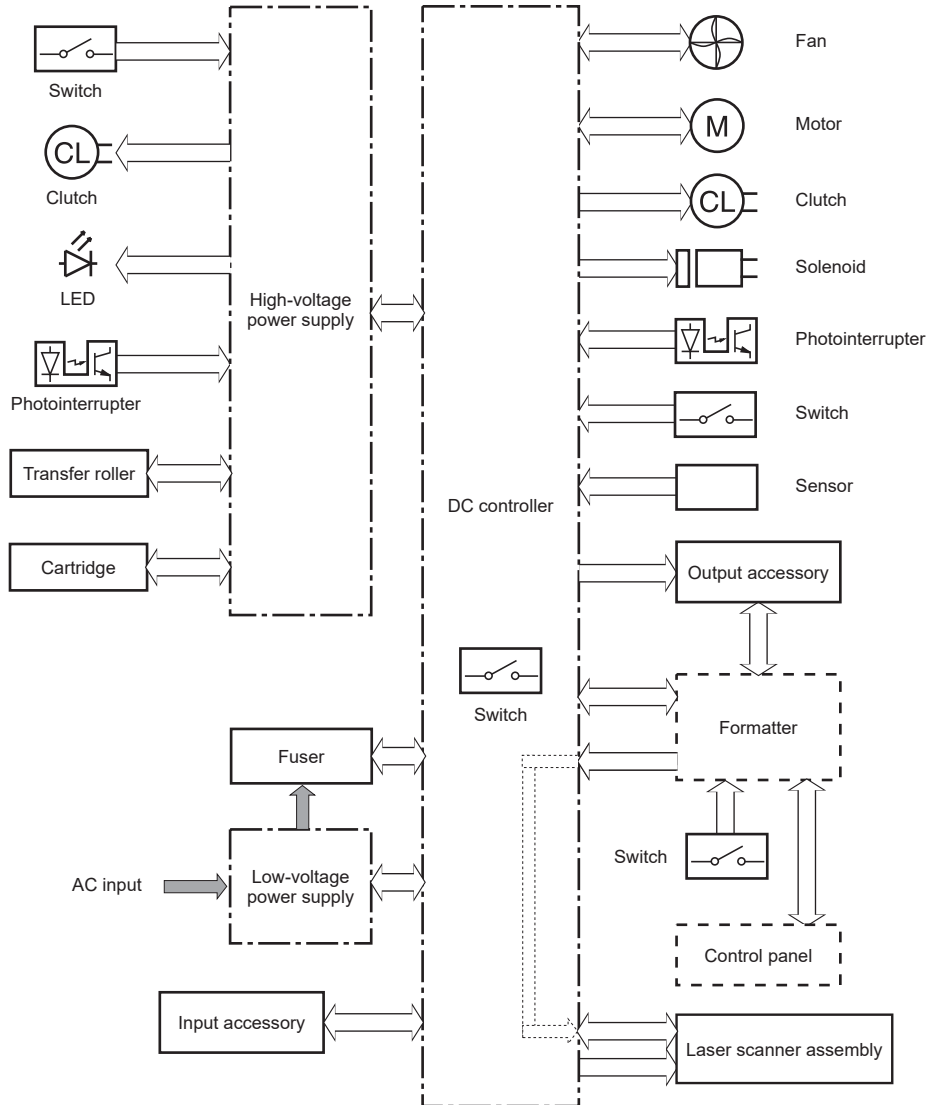 Switch
CL
Clutch
LED
Photointerrupter
Transfer roller
Cartridge
High-voltage
power supply
Fuser
AC input
Low-voltage
power supply
Input accessory
DC controller
Switch
Fan
M
Motor
CL
Clutch
Solenoid
Photointerrupter
Switch
Sensor
Output accessory
Formatter
Switch
Control panel
Laser scanner assembly